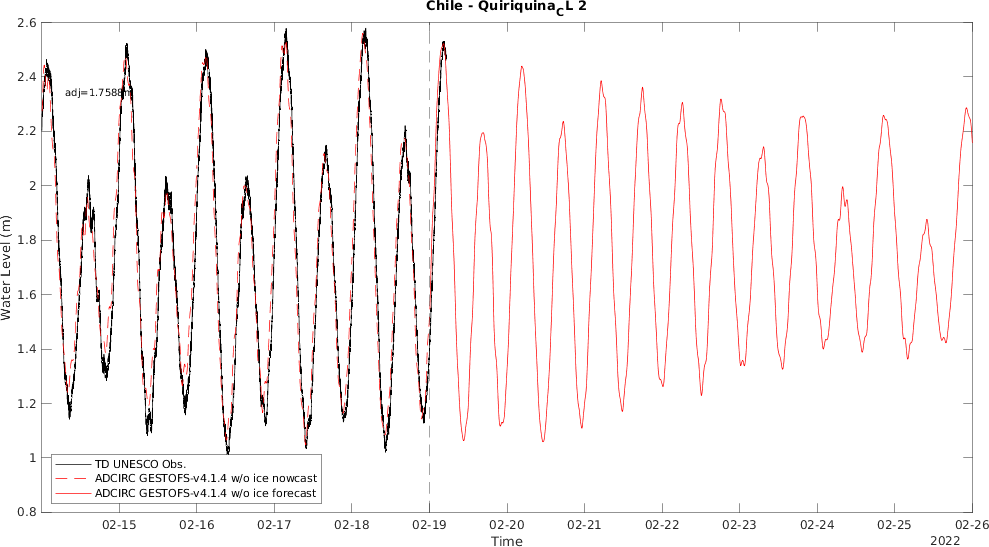 Chile - Quiriquina_CL 2
2.6
2.4
2.2
2
1.8
1.6
1.4
1.2
1
0.8
Water Level (m)
adj=1.7588m
TD UNESCO Obs.
ADCIRC GESTOFS-v4.1.4 w/o ice nowcast
ADCIRC GESTOFS-v4.1.4 w/o ice forecast
02-15 02-16 02-17 02-18 02-19 02-20 02-21 02-22 02-23 02-24 02-25 02-26
Time
2022